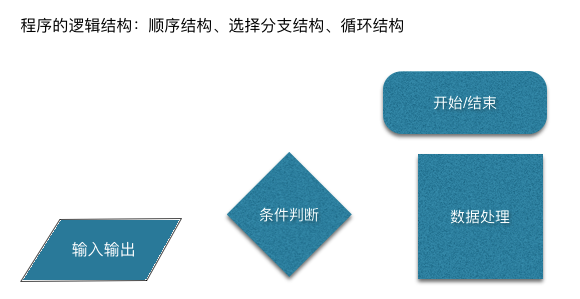 程序的逻辑结构：顺序结构、选择分支结构、循环结构
开始/结束
条件判断
数据处理
输入输出